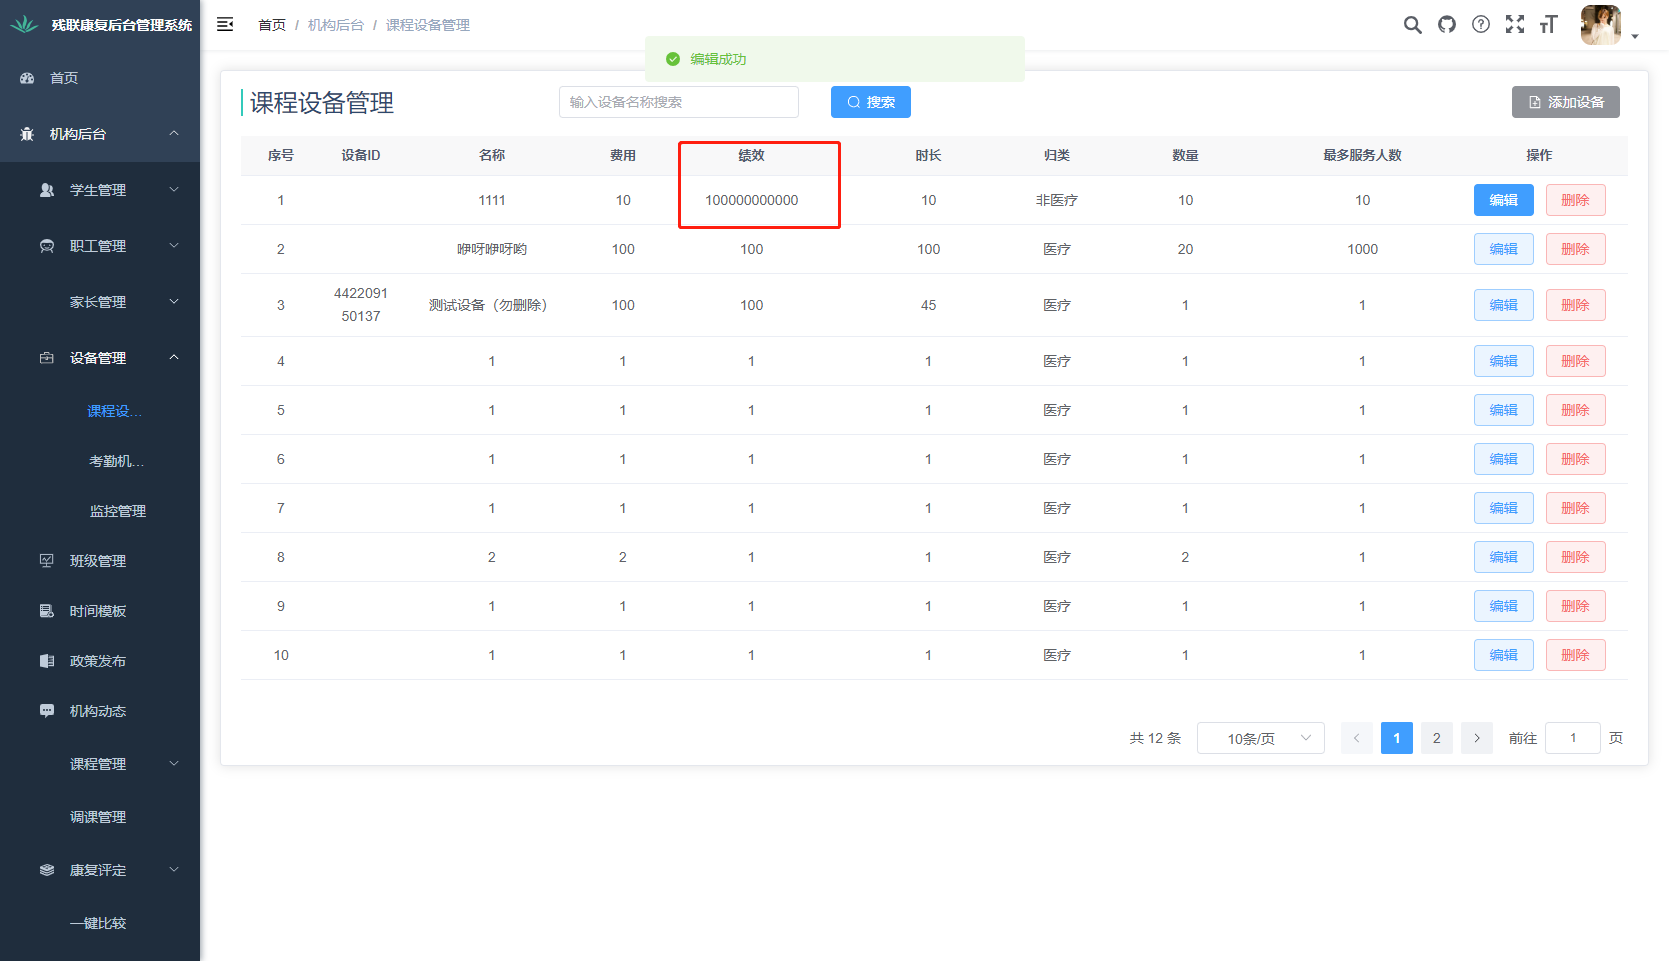 残联康复后台管理系统
首页
机构后台
学生管理
职工管理
家长管理
设备管理
课程设...
考勤机...
监控管理
班级管理
时间模板
政策发布
机构动态
课程管理
调课管理
康复评定
一键比较
首页 / 机构后台 / 课程设备管理
编辑成功
课程设备管理
输入设备名称搜索
搜索
添加设备
序号 设备ID 名称 费用 绩效 时长 归类 数量 最多服务人数 操作
1 1111 10 100000000000 10 非医疗 10 10 编辑 删除
2 咿呀咿呀哟 100 100 100 医疗 20 1000 编辑 删除
3 4422091 50137 测试设备（勿删除） 100 100 45 医疗 1 1 编辑 删除
4 1 1 1 1 医疗 1 1 编辑 删除
5 1 1 1 1 医疗 1 1 编辑 删除
6 1 1 1 1 医疗 1 1 编辑 删除
7 1 1 1 1 医疗 1 1 编辑 删除
8 2 2 1 1 医疗 2 1 编辑 删除
9 1 1 1 1 医疗 1 1 编辑 删除
10 1 1 1 1 医疗 1 1 编辑 删除
共 12 条 10条/页 1 2 前往 1 页